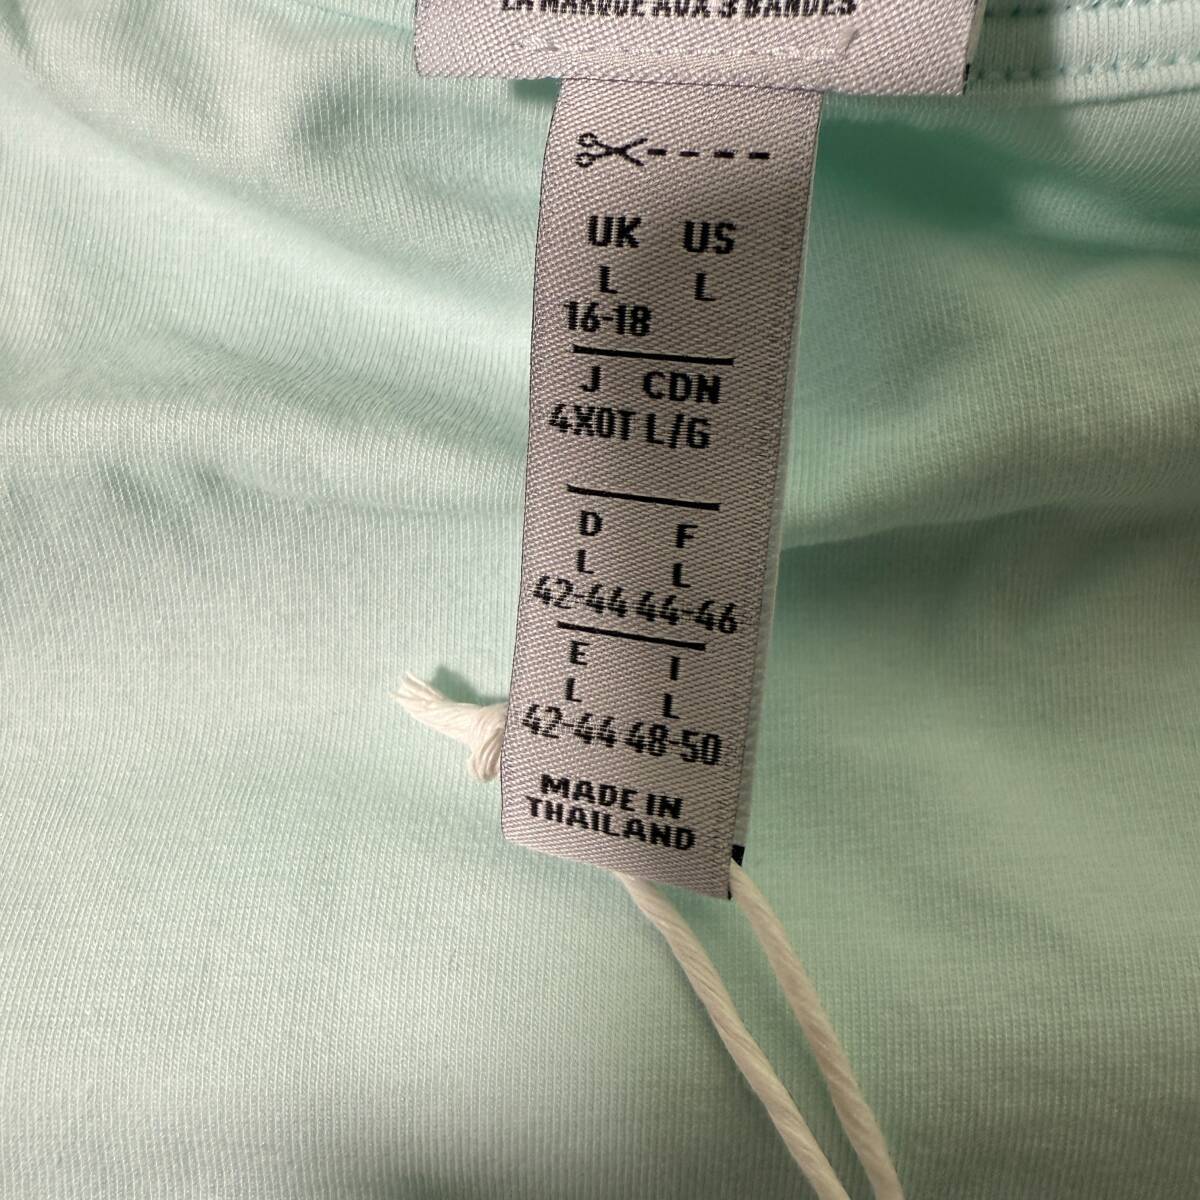 LA MARQUE AUX 3 BANDES
UK US
L L
16-18
J CDN
4XOT L/G
D F
L L
42-44 44-46
E I
L L
42-44 48-50
MADE IN
THAILAND